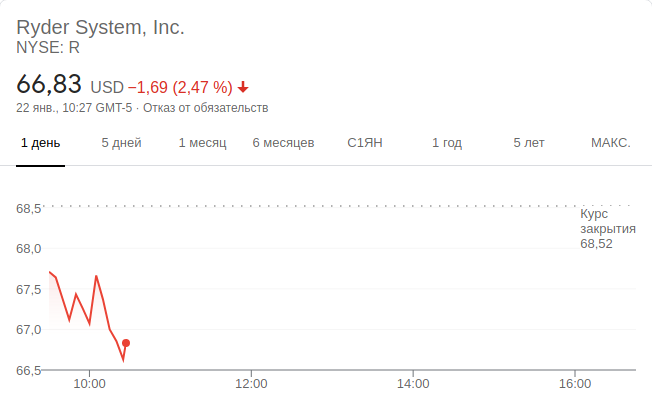 Ryder System, Inc.
NYSE: R
66,83 USD −1,69 (2,47 %)
22 янв., 10:27 GMT-5 · Отказ от обязательств
1 день 5 дней 1 месяц 6 месяцев С1ЯН 1 год 5 лет МАКС.
68,5
Курс
закрытия
68,52
68,0
67,5
67,0
66,5
10:00 12:00 14:00 16:00